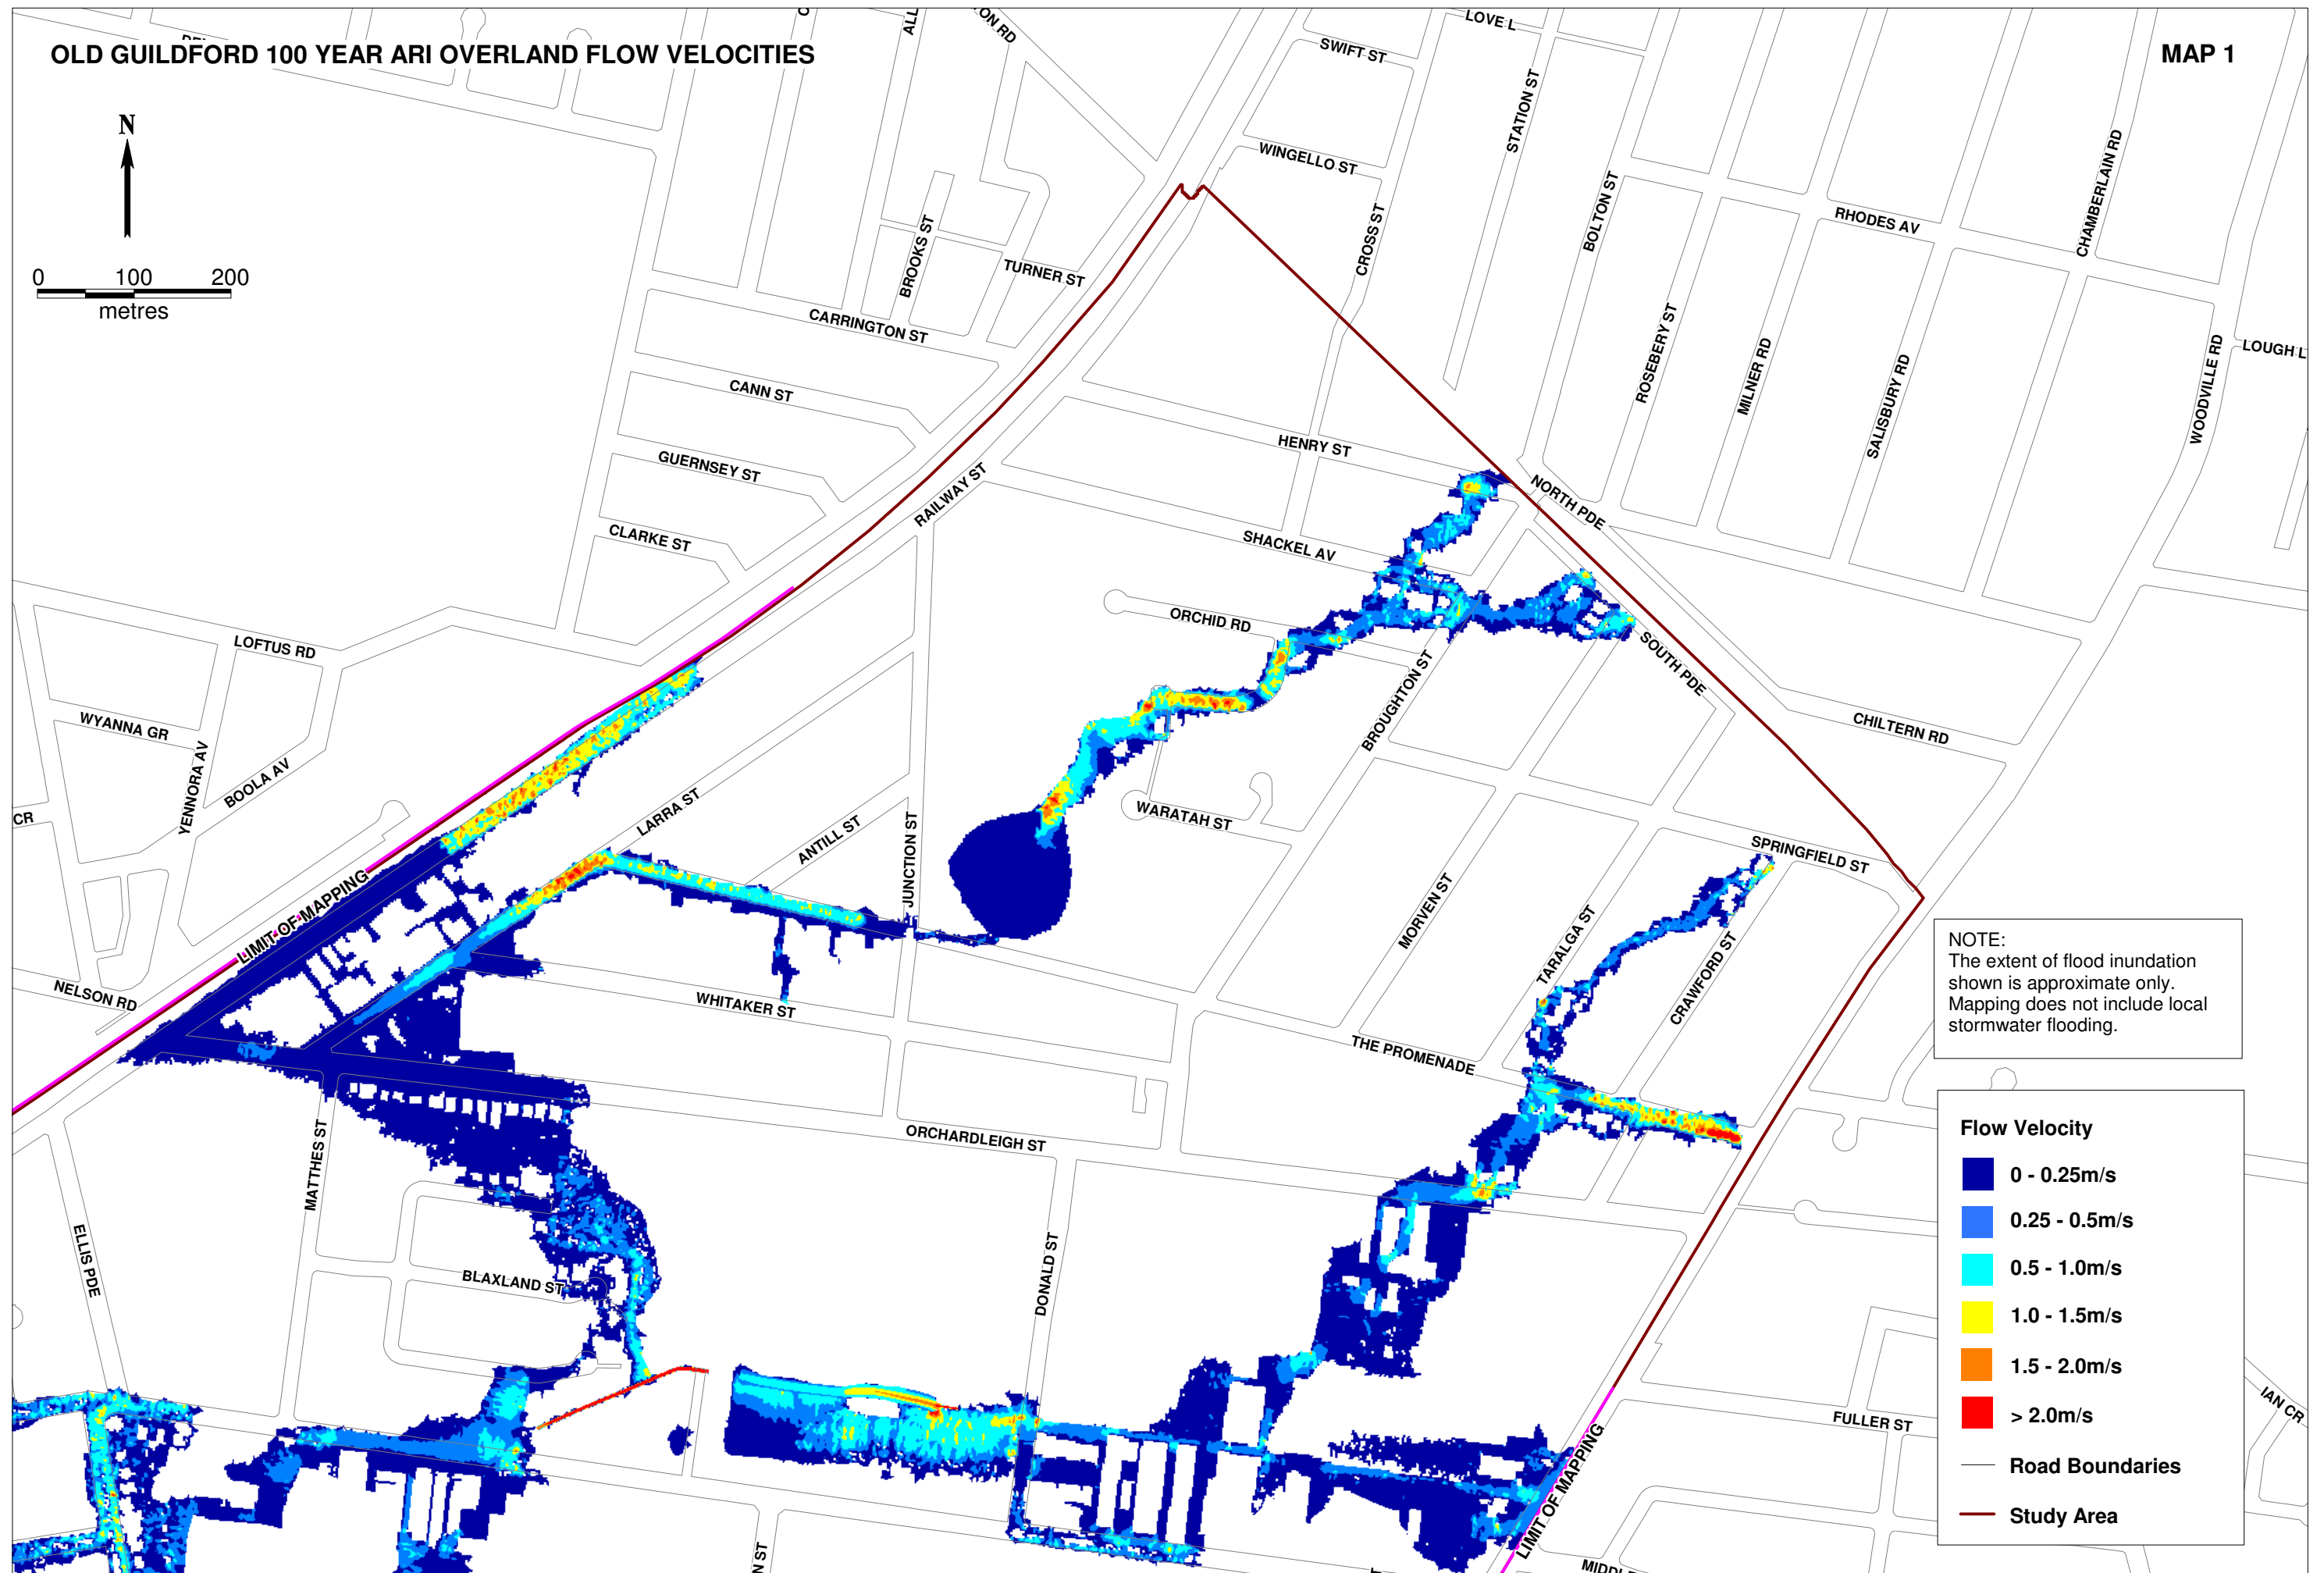 OLD GUILDFORD 100 YEAR ARI OVERLAND FLOW VELOCITIES
MAP 1
N
0 100 200
metres
ON RD
ALL
LOVE L
SWIFT ST
STATION ST
WINGELLO ST
CHAMBERLAIN RD
BOLTON ST
RHODES AV
CROSS ST
BROOKS ST
TURNER ST
CARRINGTON ST
ROSEBERY ST
MILNER RD
SALISBURY RD
WOODVILLE RD
LOUGH L
CANN ST
HENRY ST
GUERNSEY ST
RAILWAY ST
NORTH PDE
CLARKE ST
SHACKEL AV
ORCHID RD
LOFTUS RD
SOUTH PDE
BROUGHTON ST
WYANNA GR
CHILTERN RD
YENNORA AV
BOOLA AV
LARRA ST
WARATAH ST
CR
ANTILL ST
JUNCTION ST
SPRINGFIELD ST
LIMIT OF MAPPING
MORVEN ST
TARALGA ST
CRAWFORD ST
NELSON RD
WHITAKER ST
THE PROMENADE
NOTE:
The extent of flood inundation
shown is approximate only.
Mapping does not include local
stormwater flooding.
ORCHARDLEIGH ST
MATTHES ST
ELLIS PDE
DONALD ST
BLAXLAND ST
FULLER ST
IAN CR
LIMIT OF MAPPING
N ST
MIDDL
Flow Velocity
0 - 0.25m/s
0.25 - 0.5m/s
0.5 - 1.0m/s
1.0 - 1.5m/s
1.5 - 2.0m/s
> 2.0m/s
Road Boundaries
Study Area